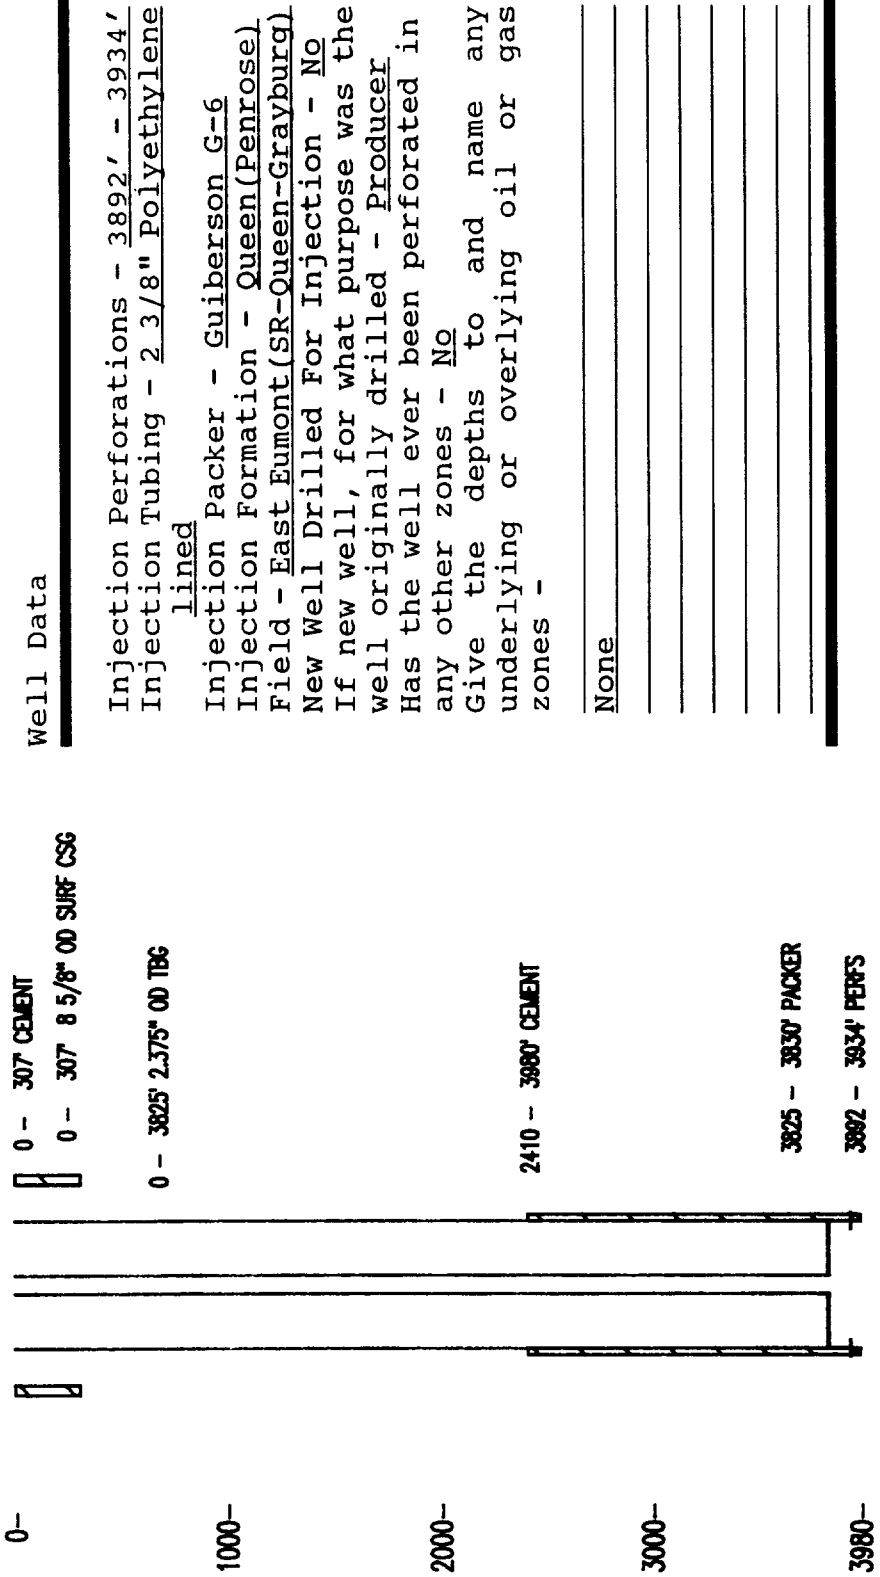 0-
1000-
2000-
3000-
3980-
0 - 307' CEMENT
0 - 307' 8 5/8" OD SURF CSG
0 - 3825' 2.375" OD TBG
2410 - 3980' CEMENT
3825 - 3830' PACKER
3892 - 3934' PERFS
Well Data
Injection Perforations - 3892' - 3934'
Injection Tubing - 2 3/8" Polyethylene
lined
Injection Packer - Guiberson G-6
Injection Formation - Queen(Penrose)
Field - East Eumont(SR-Queen-Grayburg)
New Well Drilled For Injection - No
If new well, for what purpose was the
well originally drilled - Producer
Has the well ever been perforated in
any other zones - No
Give the depths to and name any
underlying or overlying oil or gas
zones -
None